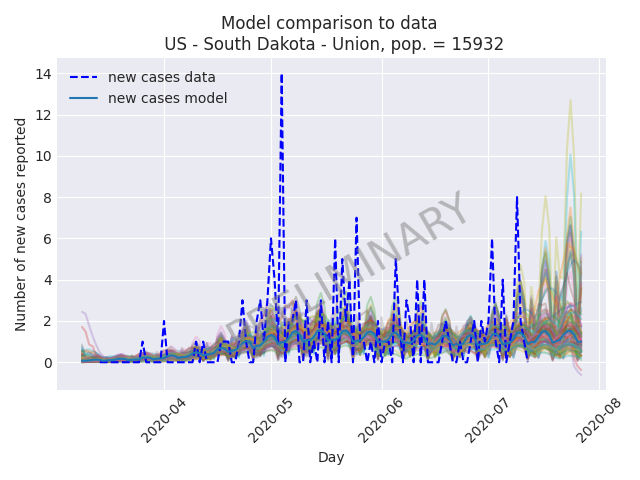 Model comparison to data
US - South Dakota - Union, pop. = 15932
new cases data
new cases model
Number of new cases reported
14
12
10
8
6
4
2
0
PRELIMINARY
2020-04
2020-05
2020-06
2020-07
2020-08
Day